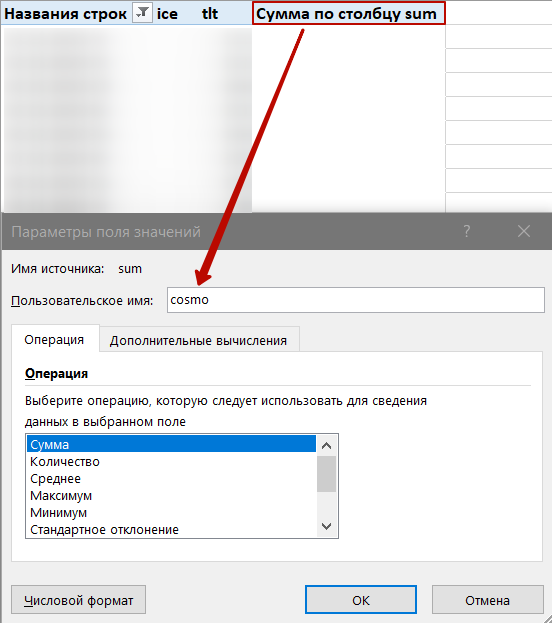 Названия строк ice tlt Сумма по столбцу sum
Параметры поля значений ?
Имя источника: sum
Пользовательское имя: cosmo
Операция Дополнительные вычисления
Операция
Выберите операцию, которую следует использовать для сведения
данных в выбранном поле
Сумма
Количество
Среднее
Максимум
Минимум
Стандартное отклонение
Числовой формат OK Отмена